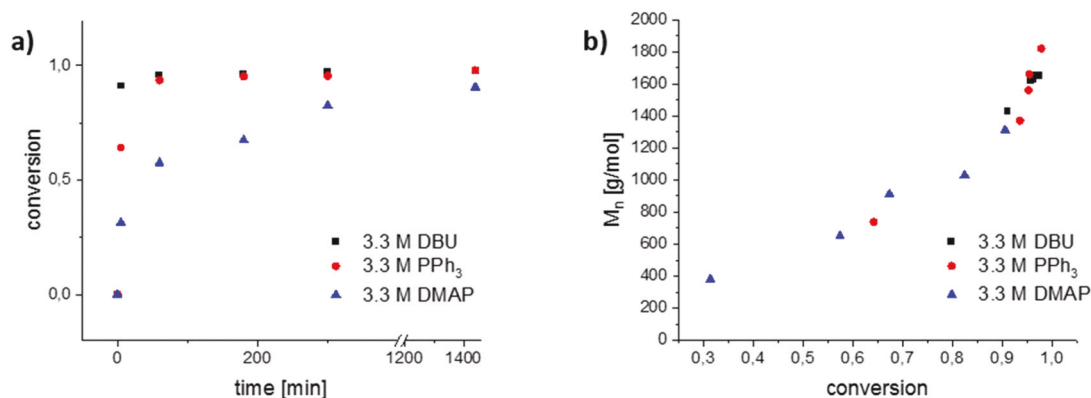 a)
1,0
0,5
0,0
conversion
3.3 M DBU
3.3 M PPh₃
3.3 M DMAP
0
200
1200
1400
time [min]
b)
2000
1800
1600
1400
1200
1000
800
600
400
200
0
Mₙ [g/mol]
3.3 M DBU
3.3 M PPh₃
3.3 M DMAP
0,3
0,4
0,5
0,6
0,7
0,8
0,9
1,0
conversion